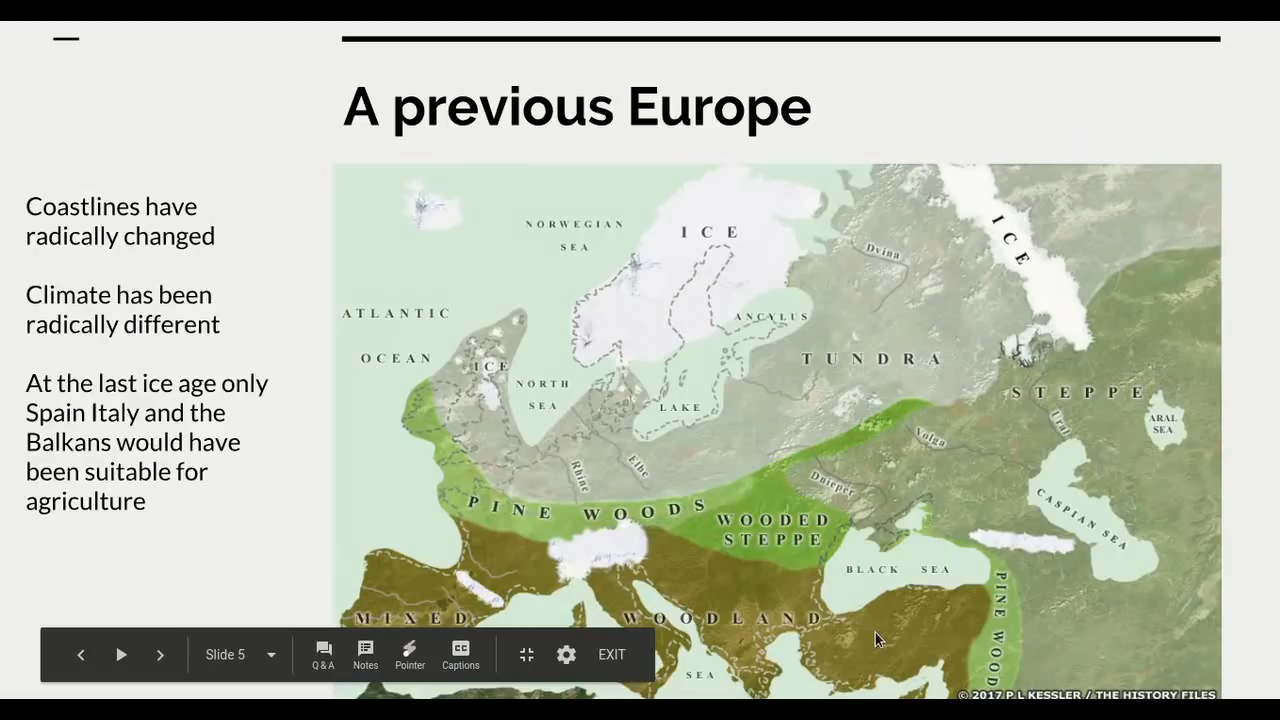 A previous Europe
Coastlines have
radically changed
Climate has been
radically different
At the last ice age only
Spain Italy and the
Balkans would have
been suitable for
agriculture
NORWEGIAN
SEA
ICE
ICE
Dvina
ATLANTIC
OCEAN
ANCYLUS
LAKE
ICE
NORTH
SEA
TUNDRA
STEPPE
ARAL
SEA
Ural
Volga
Rhine
Elbe
Dnieper
CASPIAN SEA
PINE WOODS
WOODED
STEPPE
BLACK SEA
PINE WOOD
MIXED WOODLAND
SEA
Slide 5
Q & A
Notes
Pointer
CC
Captions
EXIT
© 2017 P L KESSLER / THE HISTORY FILES